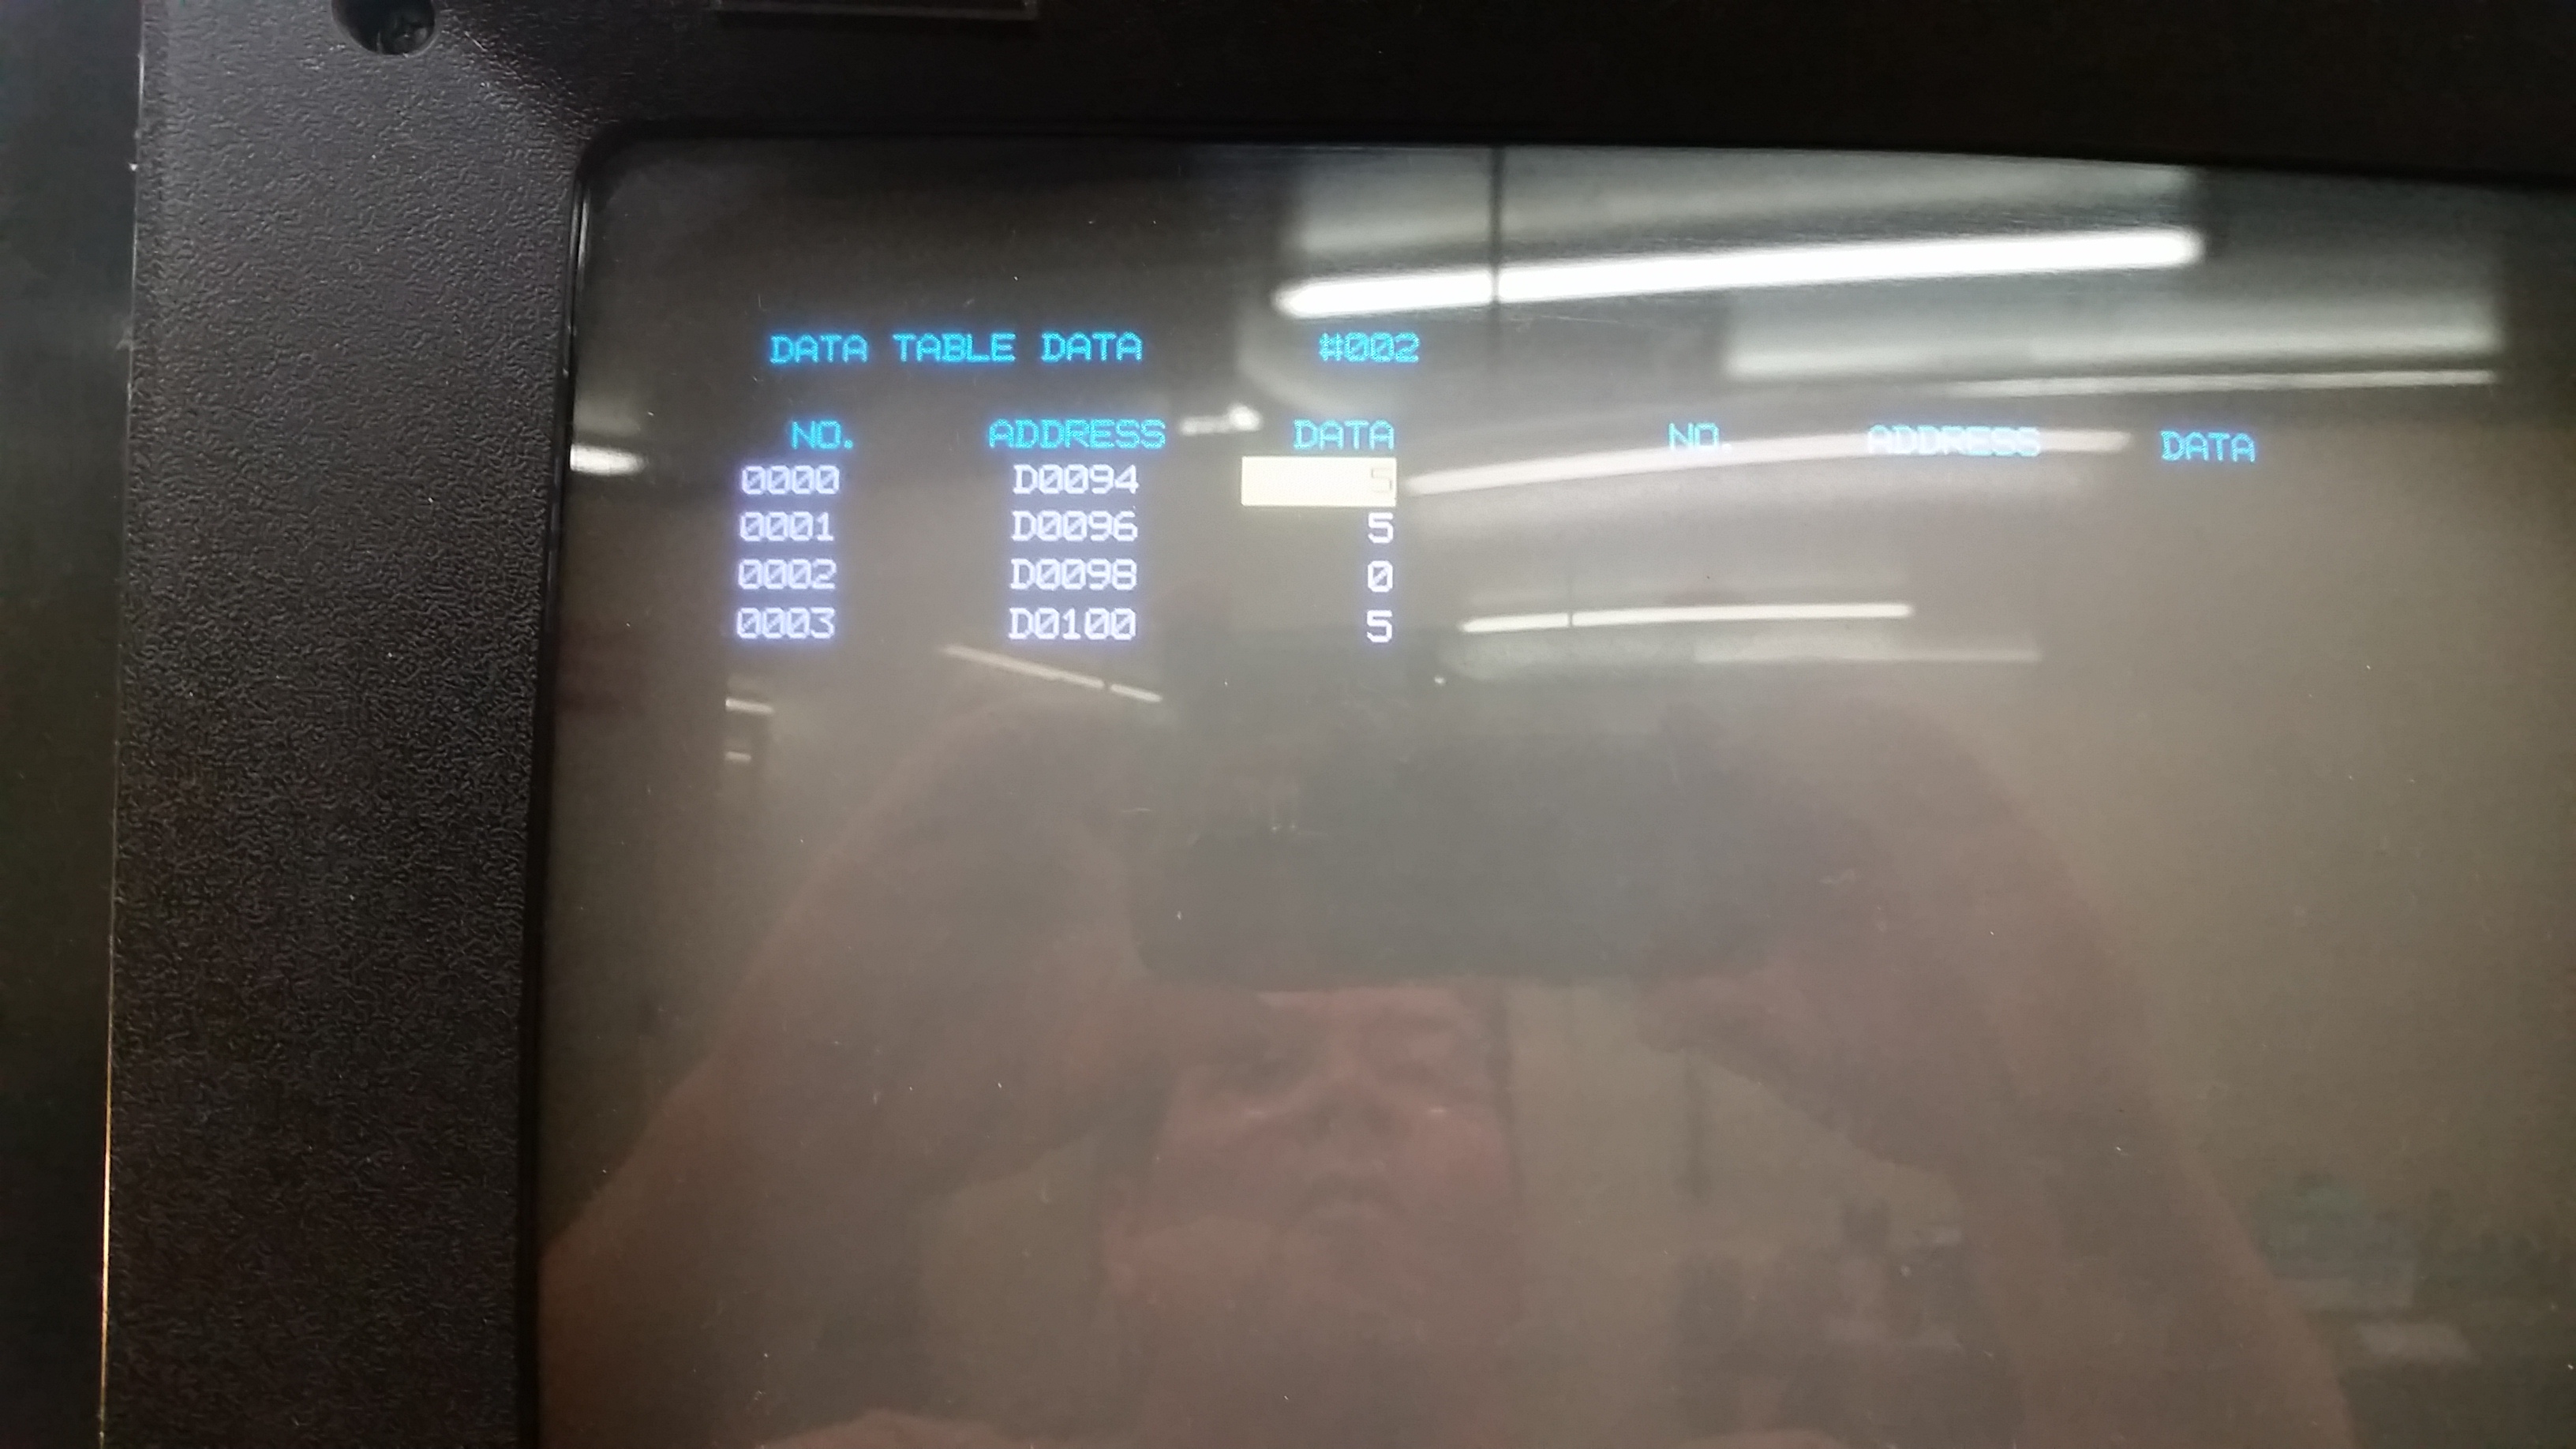 DATA TABLE DATA #002
NO. ADDRESS DATA NO. ADDRESS DATA
0000 D0094 5
0001 D0096 5
0002 D0098 0
0003 D0100 5